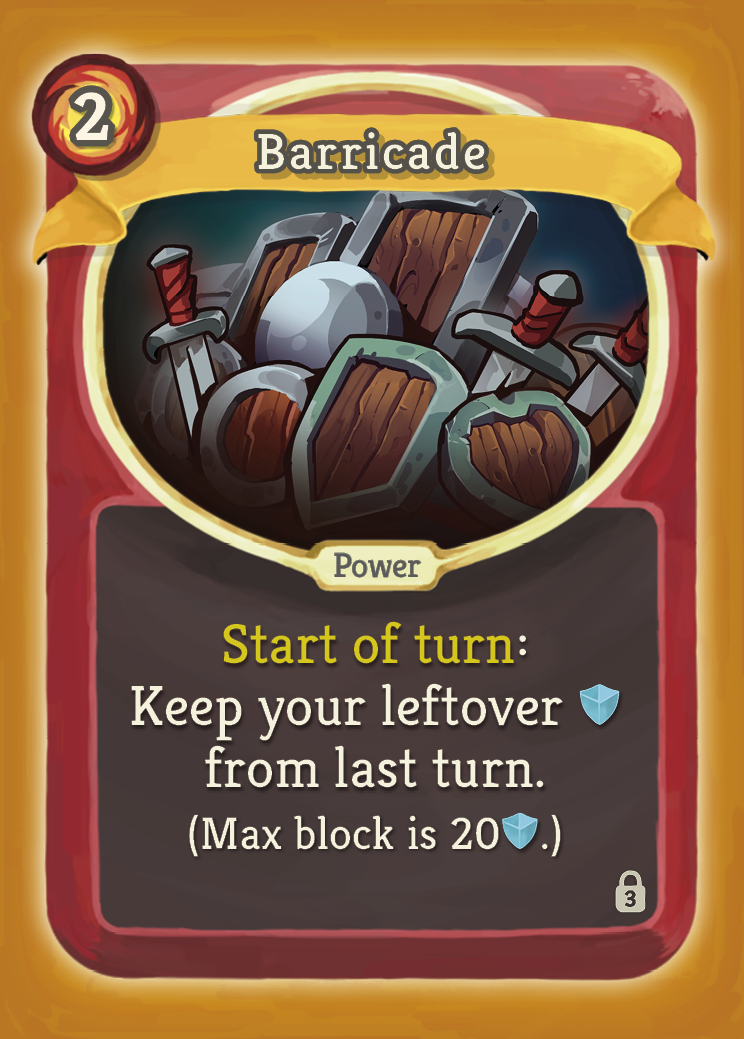 2
Barricade
Power
Start of turn:
Keep your leftover
from last turn.
(Max block is 20.)
3